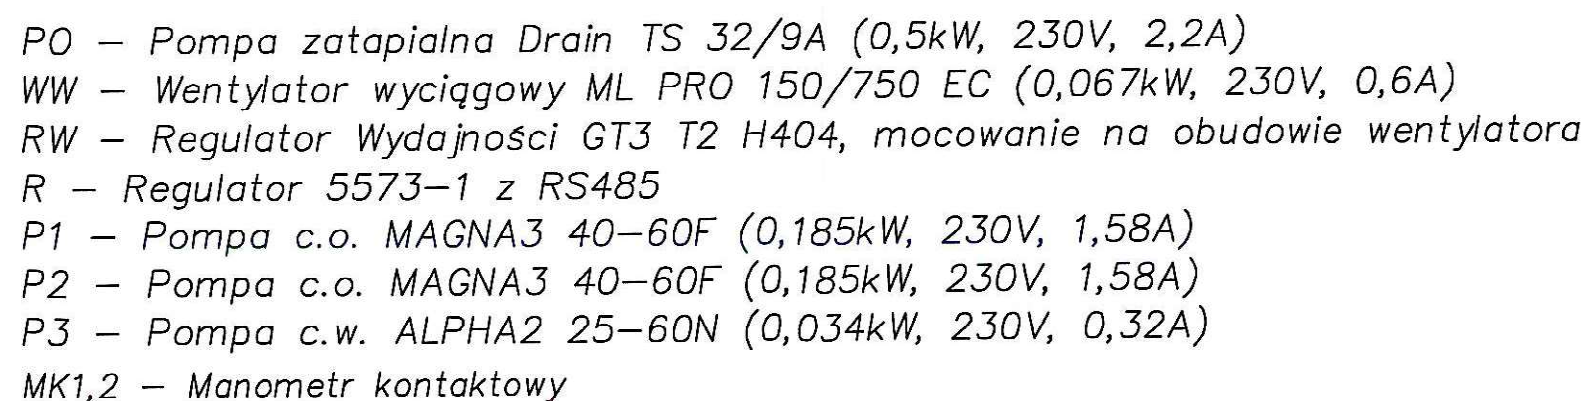 PO – Pompa zatapialna Drain TS 32/9A (0,5kW, 230V, 2,2A)
WW – Wentylator wyciągowy ML PRO 150/750 EC (0,067kW, 230V, 0,6A)
RW – Regulator Wydajności GT3 T2 H404, mocowanie na obudowie wentylatora
R – Regulator 5573–1 z RS485
P1 – Pompa c.o. MAGNA3 40–60F (0,185kW, 230V, 1,58A)
P2 – Pompa c.o. MAGNA3 40–60F (0,185kW, 230V, 1,58A)
P3 – Pompa c.w. ALPHA2 25–60N (0,034kW, 230V, 0,32A)
MK1,2 – Manometr kontaktowy